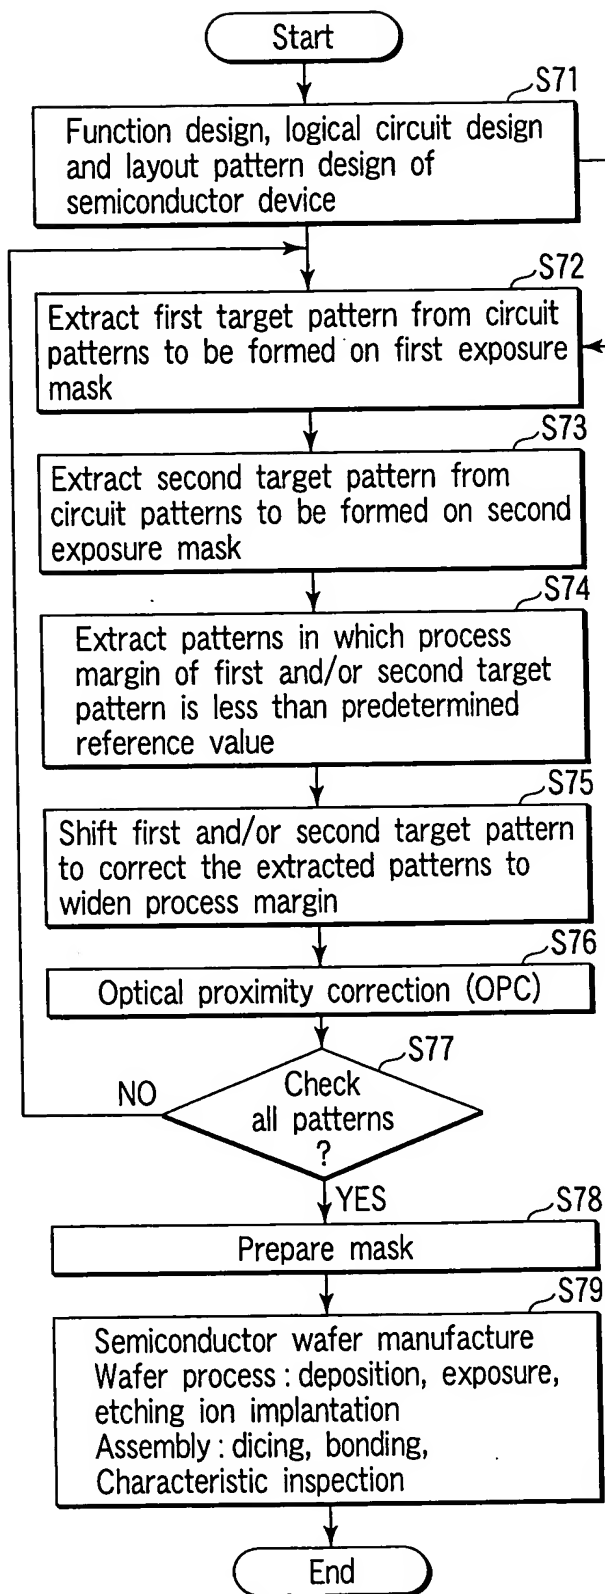 Start
S71
Function design, logical circuit design
and layout pattern design of
semiconductor device
S72
Extract first target pattern from circuit
patterns to be formed on first exposure
mask
S73
Extract second target pattern from
circuit patterns to be formed on second
exposure mask
S74
Extract patterns in which process
margin of first and/or second target
pattern is less than predetermined
reference value
S75
Shift first and/or second target pattern
to correct the extracted patterns to
widen process margin
S76
Optical proximity correction (OPC)
S77
NO
Check
all patterns
?
YES
S78
Prepare mask
S79
Semiconductor wafer manufacture
Wafer process : deposition, exposure,
etching ion implantation
Assembly : dicing, bonding,
Characteristic inspection
End